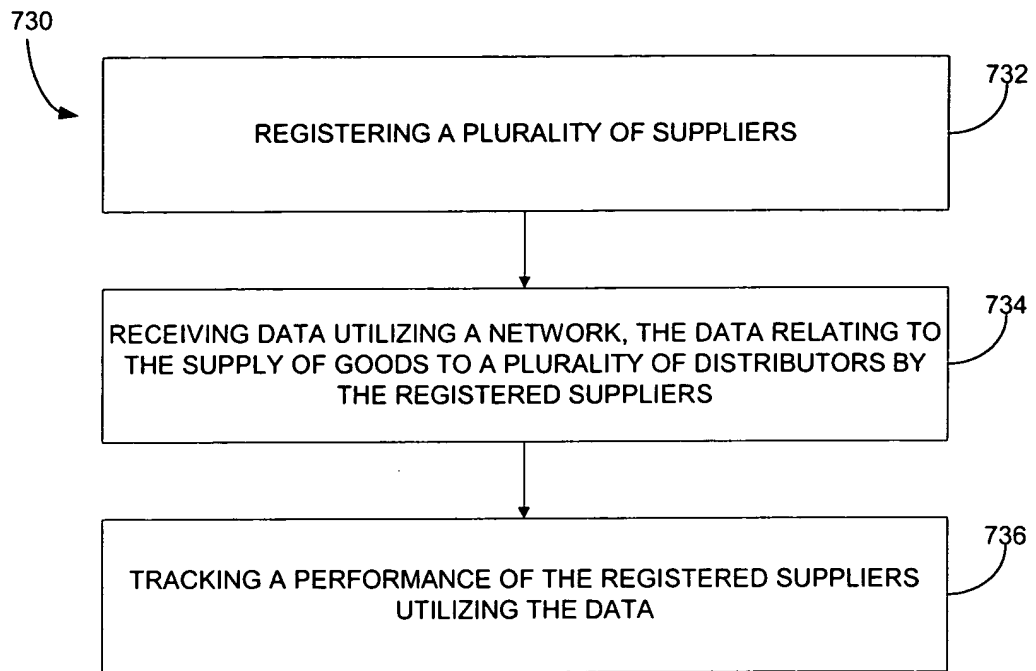 730
732
REGISTERING A PLURALITY OF SUPPLIERS
734
RECEIVING DATA UTILIZING A NETWORK, THE DATA RELATING TO
THE SUPPLY OF GOODS TO A PLURALITY OF DISTRIBUTORS BY
THE REGISTERED SUPPLIERS
736
TRACKING A PERFORMANCE OF THE REGISTERED SUPPLIERS
UTILIZING THE DATA